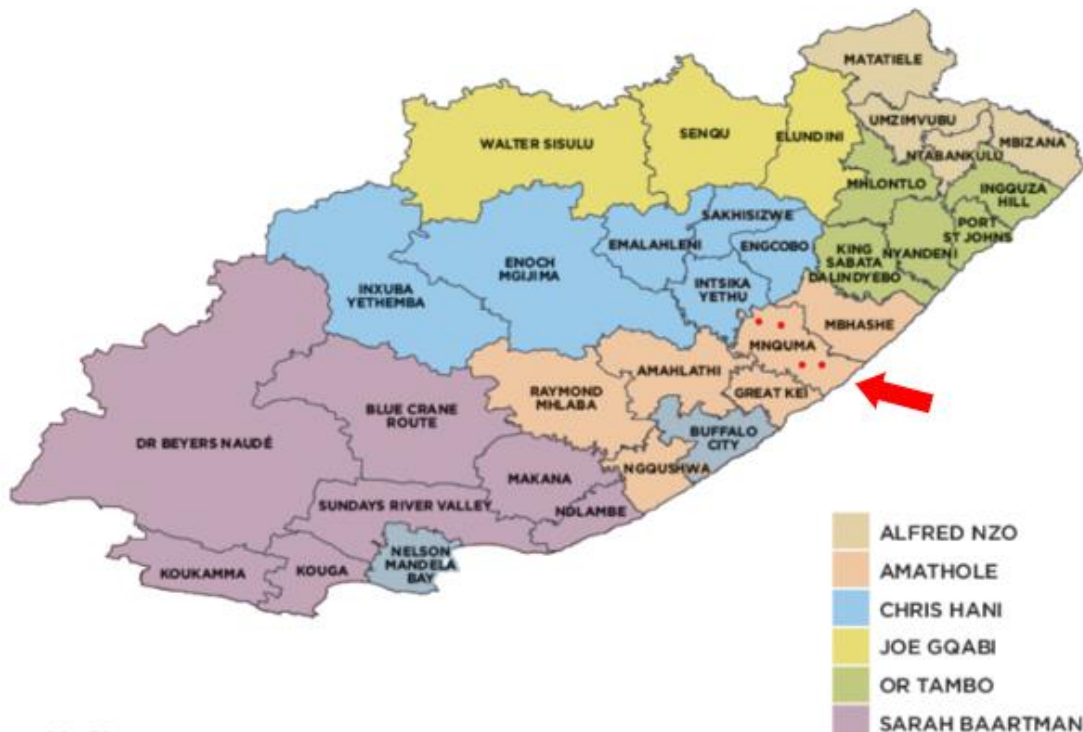 MATATIELE
UMZIMVUBU
MBIZANA
NTABANKULU
ELUNDINI
SENQU
WALTER SISULU
MHLONTLO
INGQUZA
HILL
PORT
ST JOHNS
NYANDENI
KING
SABATA
DALINDYEBO
SAKHISIZWE
EMALAHLENI
ENGCOBO
ENOCH
MGIJIMA
INTSIKA
YETHU
INXUBA
YETHEMBA
MBHASHE
MNQUMA
AMAHLATHI
GREAT KEI
RAYMOND
MHLABA
BLUE CRANE
ROUTE
BUFFALO
CITY
DR BEYERS NAUDÉ
NGQUSHWA
MAKANA
SUNDAYS RIVER VALLEY
NDLAMBE
NELSON
MANDELA
BAY
KOUGA
KOUKAMMA
ALFRED NZO
AMATHOLE
CHRIS HANI
JOE GQABI
OR TAMBO
SARAH BAARTMAN